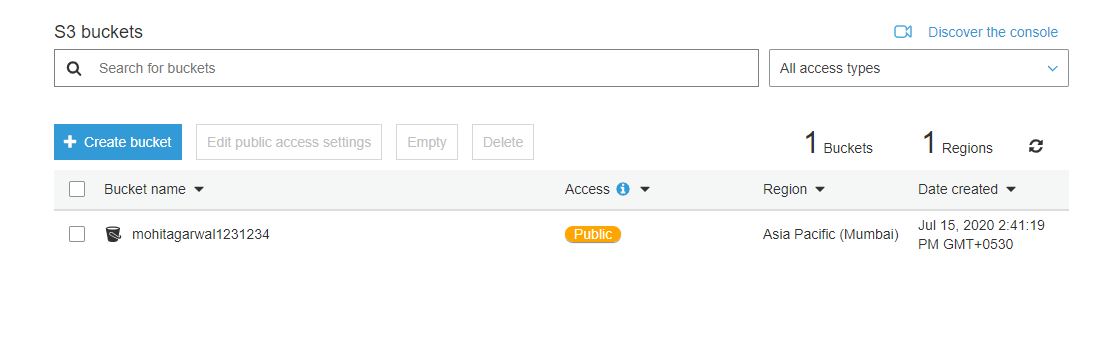 S3 buckets
Discover the console
Search for buckets
All access types
Create bucket
Edit public access settings
Empty
Delete
1 Buckets
1 Regions
Bucket name
Access
Region
Date created
mohitagarwal1231234
Public
Asia Pacific (Mumbai)
Jul 15, 2020 2:41:19
PM GMT+0530